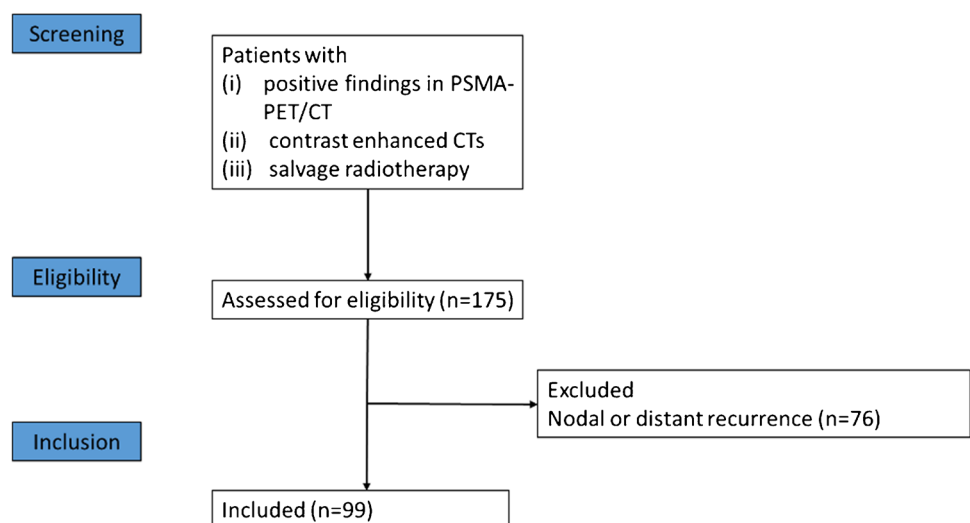 Screening
Patients with
(i) positive findings in PSMA-
PET/CT
(ii) contrast enhanced CTs
(iii) salvage radiotherapy
Eligibility
Assessed for eligibility (n=175)
Excluded
Nodal or distant recurrence (n=76)
Inclusion
Included (n=99)